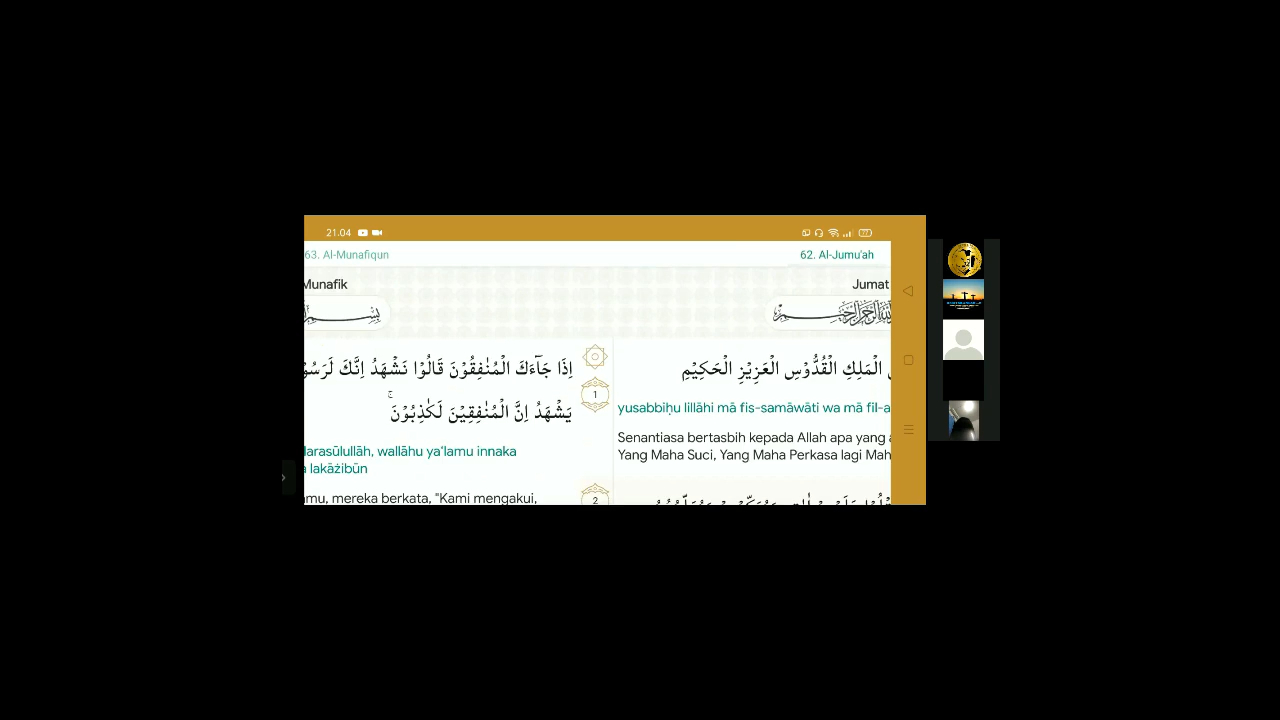 21.04
77
63. Al-Munafiqun
62. Al-Jumu'ah
Munafik
Jumat
اِذَا جَاۤءَكَ الْمُنٰفِقُوْنَ قَالُوْا نَشْهَدُ اِنَّكَ لَرَسُوْ
1
يَشْهَدُ اِنَّ الْمُنٰفِقِيْنَ لَكٰذِبُوْنَۚ
larasūlullāh, wallāhu ya‘lamu innaka
lakāżibūn
mu, mereka berkata, "Kami mengakui,
2
الْمَلِكِ الْقُدُّوْسِ الْعَزِيْزِ الْحَكِيْمِ
yusabbiḥu lillāhi mā fis-samāwāti wa mā fil-a
Senantiasa bertasbih kepada Allah apa yang a
Yang Maha Suci, Yang Maha Perkasa lagi Mah